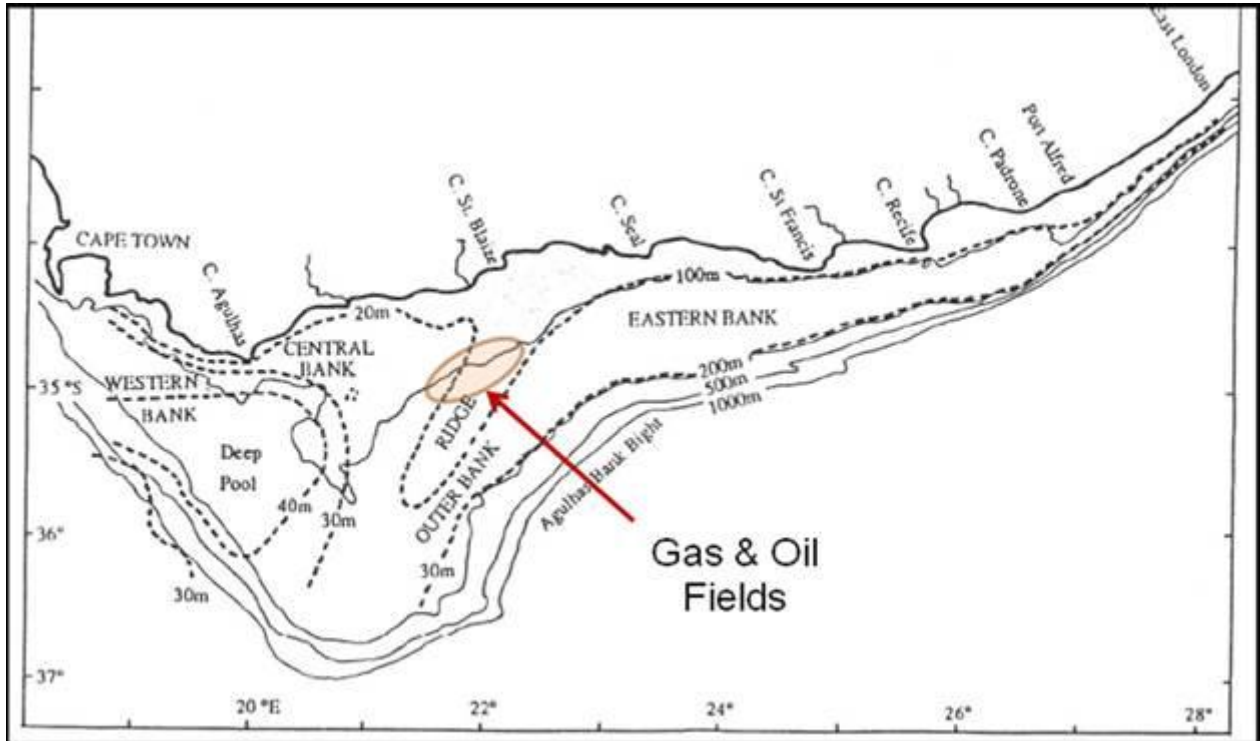 East London
Port Alfred
C. Padrone
C. Recife
C. St Francis
C. Seal
C. St. Blaize
CAPE TOWN
C. Agulhas
100m
20m
EASTERN BANK
CENTRAL
BANK
200m
WESTERN
BANK
35 °S
500m
1000m
RIDGE
Deep
Pool
OUTER BANK
Agulhas Bank Bight
40m
30m
36°
Gas & Oil
Fields
30m
30m
37°
20 °E
22°
24°
26°
28°